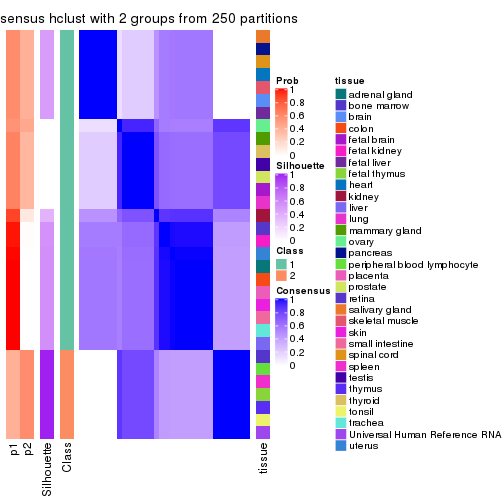 sensus hclust with 2 groups from 250 partitions
Prob
1
0.8
0.6
0.4
0.2
0
Silhouette
1
0.8
0.6
0.4
0.2
0
Class
1
2
Consensus
1
0.8
0.6
0.4
0.2
0
tissue
adrenal gland
bone marrow
brain
colon
fetal brain
fetal kidney
fetal liver
fetal thymus
heart
kidney
liver
lung
mammary gland
ovary
pancreas
peripheral blood lymphocyte
placenta
prostate
retina
salivary gland
skeletal muscle
skin
small intestine
spinal cord
spleen
testis
thymus
thyroid
tonsil
trachea
Universal Human Reference RNA
uterus
p1
p2
Silhouette
Class
tissue